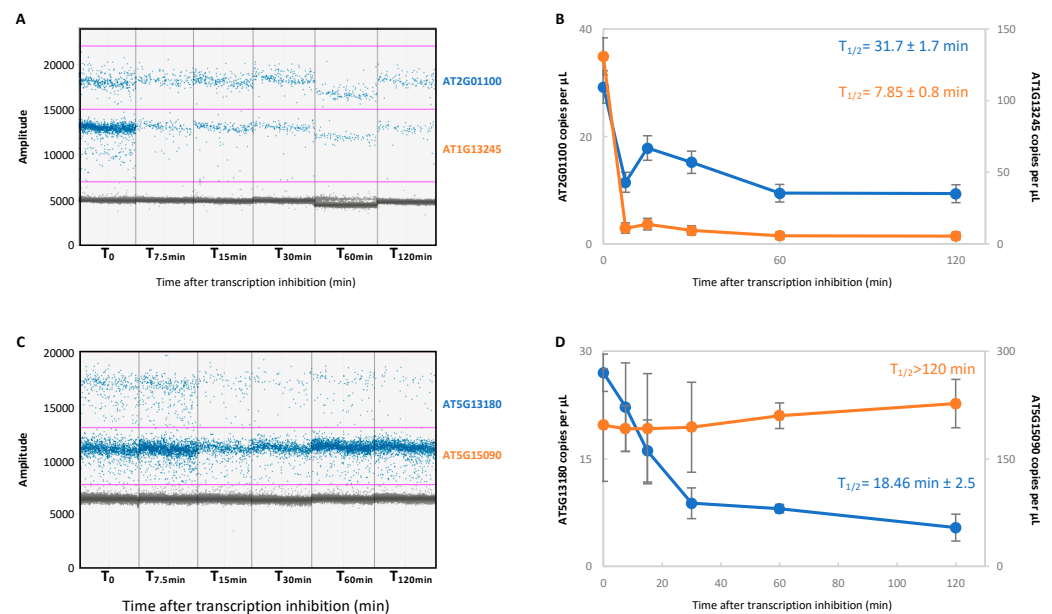 A
Amplitude
20000
15000
10000
5000
0
AT2G01100
AT1G13245
T0 T7.5min T15min T30min T60min T120min
Time after transcription inhibition (min)
B
AT2G01100 copies per µL
40
20
0
150
100
50
0
AT1G13245 copies per µL
T1/2= 31.7 ± 1.7 min
T1/2= 7.85 ± 0.8 min
0 60 120
Time after transcription inhibition (min)
C
Amplitude
20000
15000
10000
5000
0
AT5G13180
AT5G15090
T0 T7.5min T15min T30min T60min T120min
Time after transcription inhibition (min)
D
AT5G13180 copies per µL
30
15
0
300
150
0
AT5G15090 copies per µL
T1/2>120 min
T1/2= 18.46 min ± 2.5
0 20 40 60 80 100 120
Time after transcription inhibition (min)